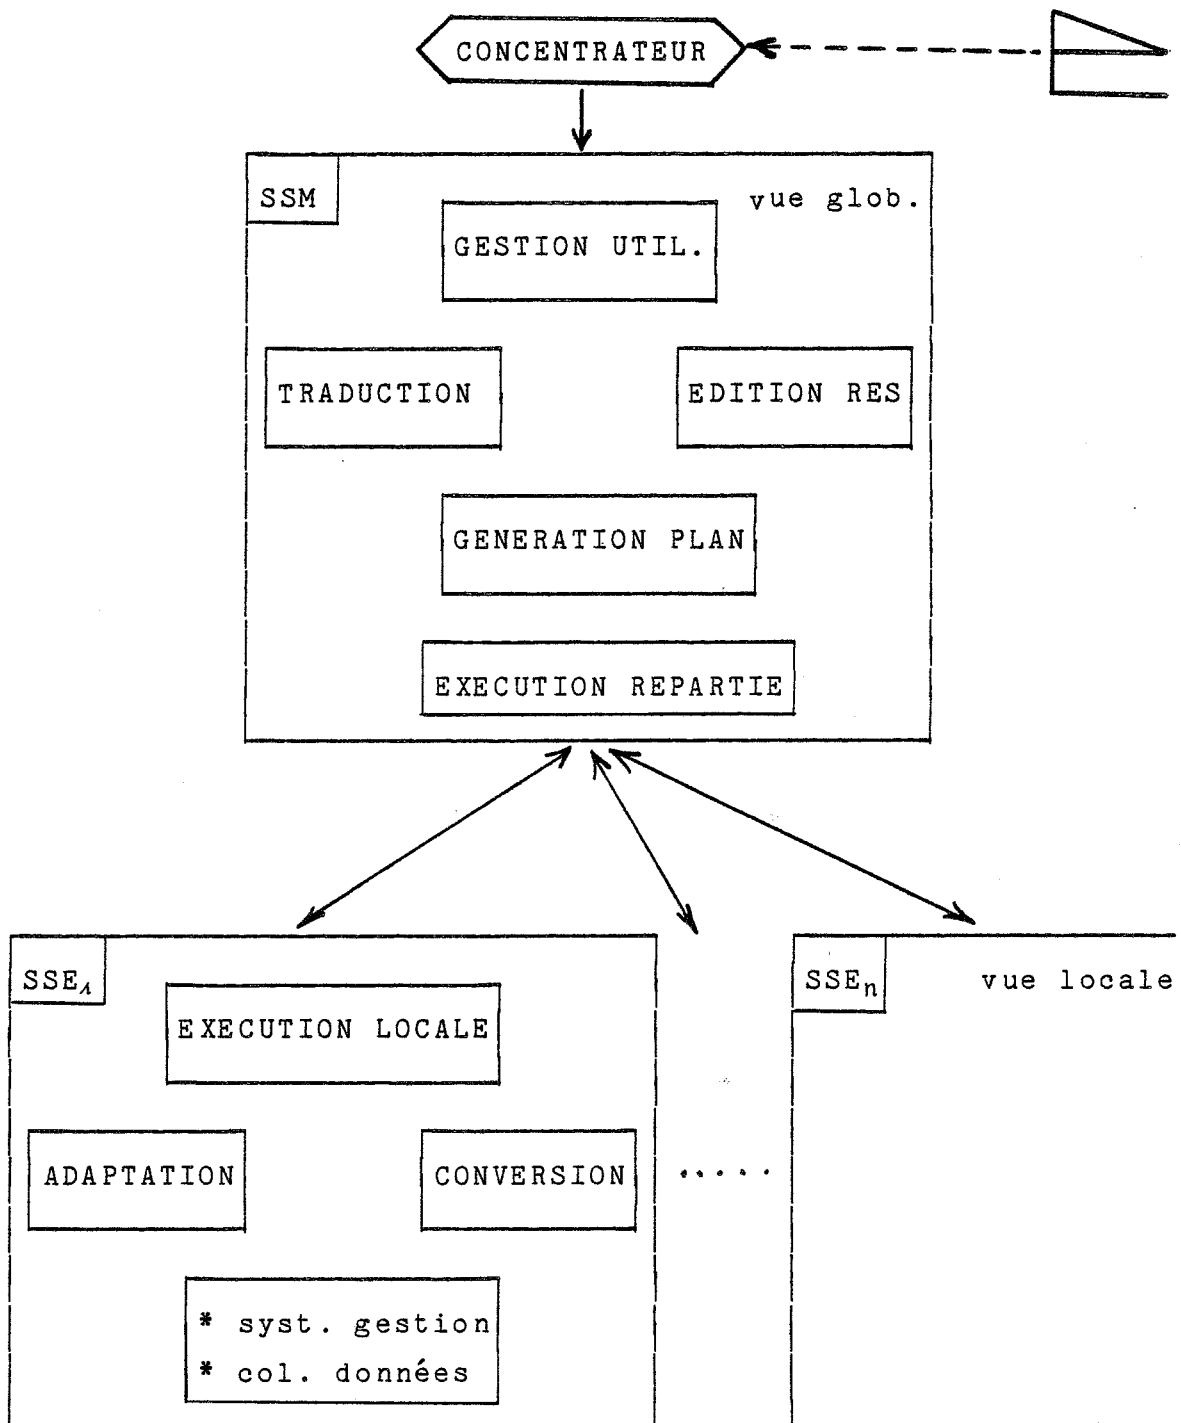 CONCENTRATEUR
SSM
vue glob.
GESTION UTIL.
TRADUCTION
EDITION RES
GENERATION PLAN
EXECUTION REPARTIE
SSE₁
SSEₙ
vue locale
EXECUTION LOCALE
ADAPTATION
CONVERSION
.....
* syst. gestion
* col. données